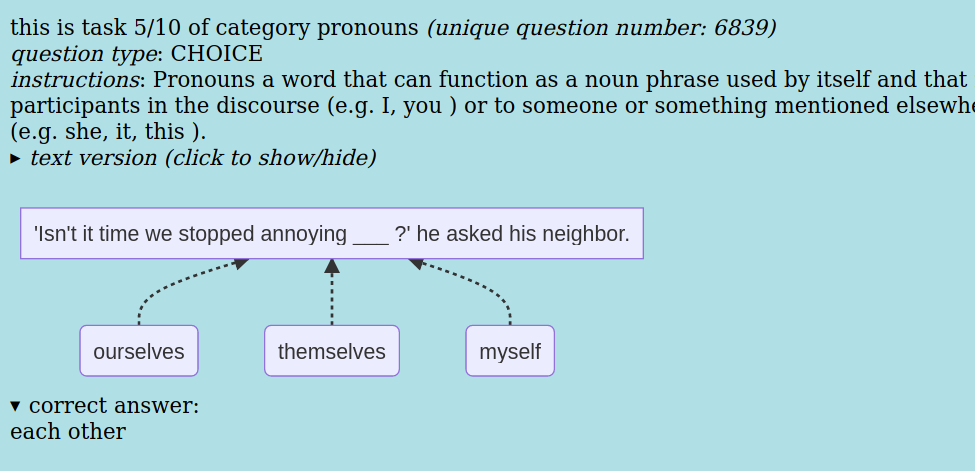 this is task 5/10 of category pronouns (unique question number: 6839)
question type: CHOICE
instructions: Pronouns a word that can function as a noun phrase used by itself and that
participants in the discourse (e.g. I, you ) or to someone or something mentioned
(e.g. she, it, this ).
▸ text version (click to show/hide)
'Isn't it time we stopped annoying ___ ?' he asked his neighbor.
ourselves
themselves
myself
▾ correct answer:
each other